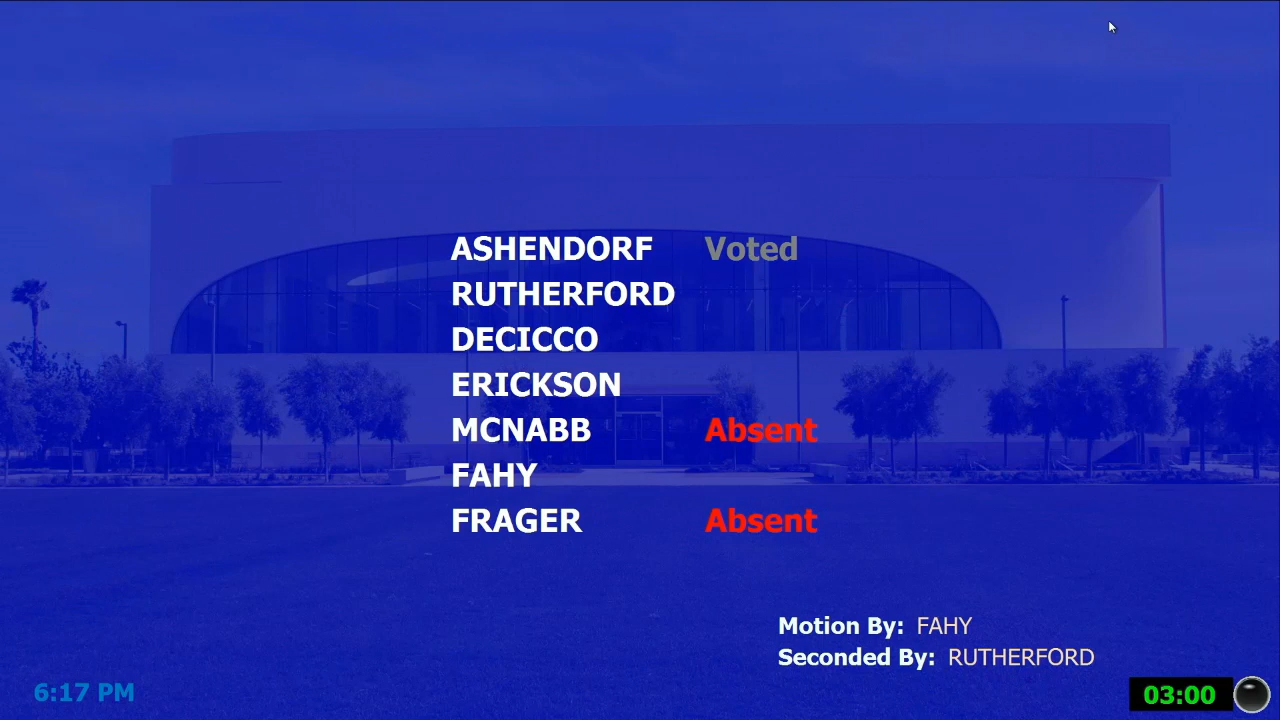 ASHENDORF Voted
RUTHERFORD
DECICCO
ERICKSON
MCNABB Absent
FAHY
FRAGER Absent
Motion By: FAHY
Seconded By: RUTHERFORD
6:17 PM
03:00